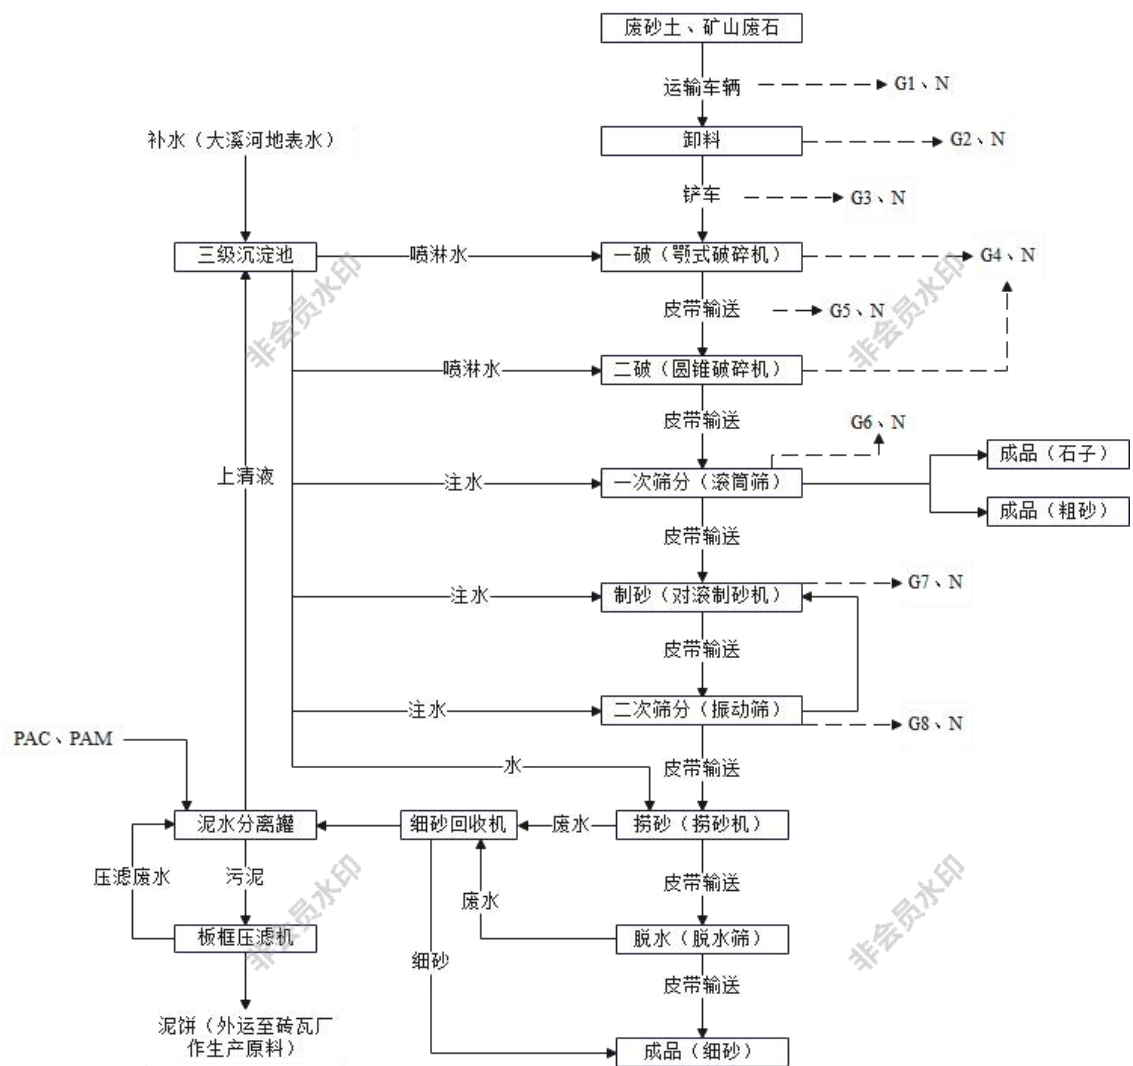 废砂土、矿山废石
运输车辆
G1、N
补水（大溪河地表水）
卸料
G2、N
铲车
G3、N
三级沉淀池
喷淋水
一破（颚式破碎机）
G4、N
皮带输送
G5、N
喷淋水
二破（圆锥破碎机）
皮带输送
G6、N
成品（石子）
上清液
注水
一次筛分（滚筒筛）
成品（粗砂）
皮带输送
注水
制砂（对滚制砂机）
G7、N
皮带输送
注水
二次筛分（振动筛）
G8、N
PAC、PAM
水
皮带输送
泥水分离罐
细砂回收机
废水
捞砂（捞砂机）
压滤废水
污泥
废水
皮带输送
板框压滤机
脱水（脱水筛）
细砂
皮带输送
泥饼（外运至砖瓦厂
作生产原料）
成品（细砂）
非会员水印
非会员水印
非会员水印
非会员水印